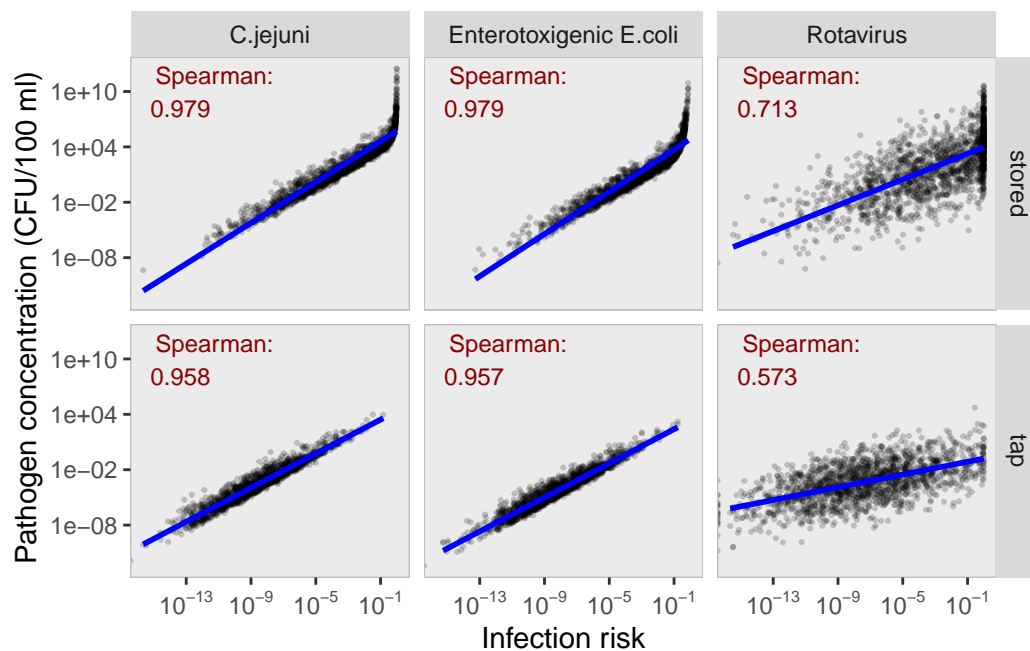 C.jejuni
Enterotoxigenic E.coli
Rotavirus
Pathogen concentration (CFU/100 ml)
1e+10
1e+04
1e−02
1e−08
Spearman:
0.979
Spearman:
0.979
Spearman:
0.713
stored
1e+10
1e+04
1e−02
1e−08
Spearman:
0.958
Spearman:
0.957
Spearman:
0.573
tap
10^−13 10^−9 10^−5 10^−1
10^−13 10^−9 10^−5 10^−1
10^−13 10^−9 10^−5 10^−1
Infection risk